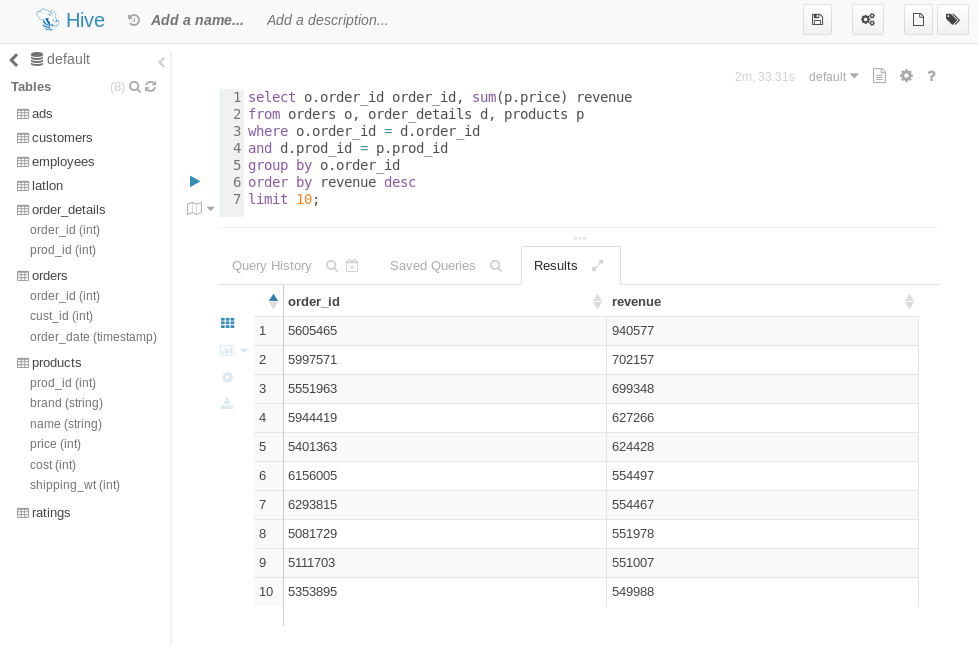 Hive Add a name... Add a description...
default
Tables (8)
ads
customers
employees
latlon
order_details
order_id (int)
prod_id (int)
orders
order_id (int)
cust_id (int)
order_date (timestamp)
products
prod_id (int)
brand (string)
name (string)
price (int)
cost (int)
shipping_wt (int)
ratings
2m, 33.31s default ?
1 select o.order_id order_id, sum(p.price) revenue
2 from orders o, order_details d, products p
3 where o.order_id = d.order_id
4 and d.prod_id = p.prod_id
5 group by o.order_id
6 order by revenue desc
7 limit 10;
Query History Saved Queries Results
order_id revenue
1 5605465 940577
2 5997571 702157
3 5551963 699348
4 5944419 627266
5 5401363 624428
6 6156005 554497
7 6293815 554467
8 5081729 551978
9 5111703 551007
10 5353895 549988